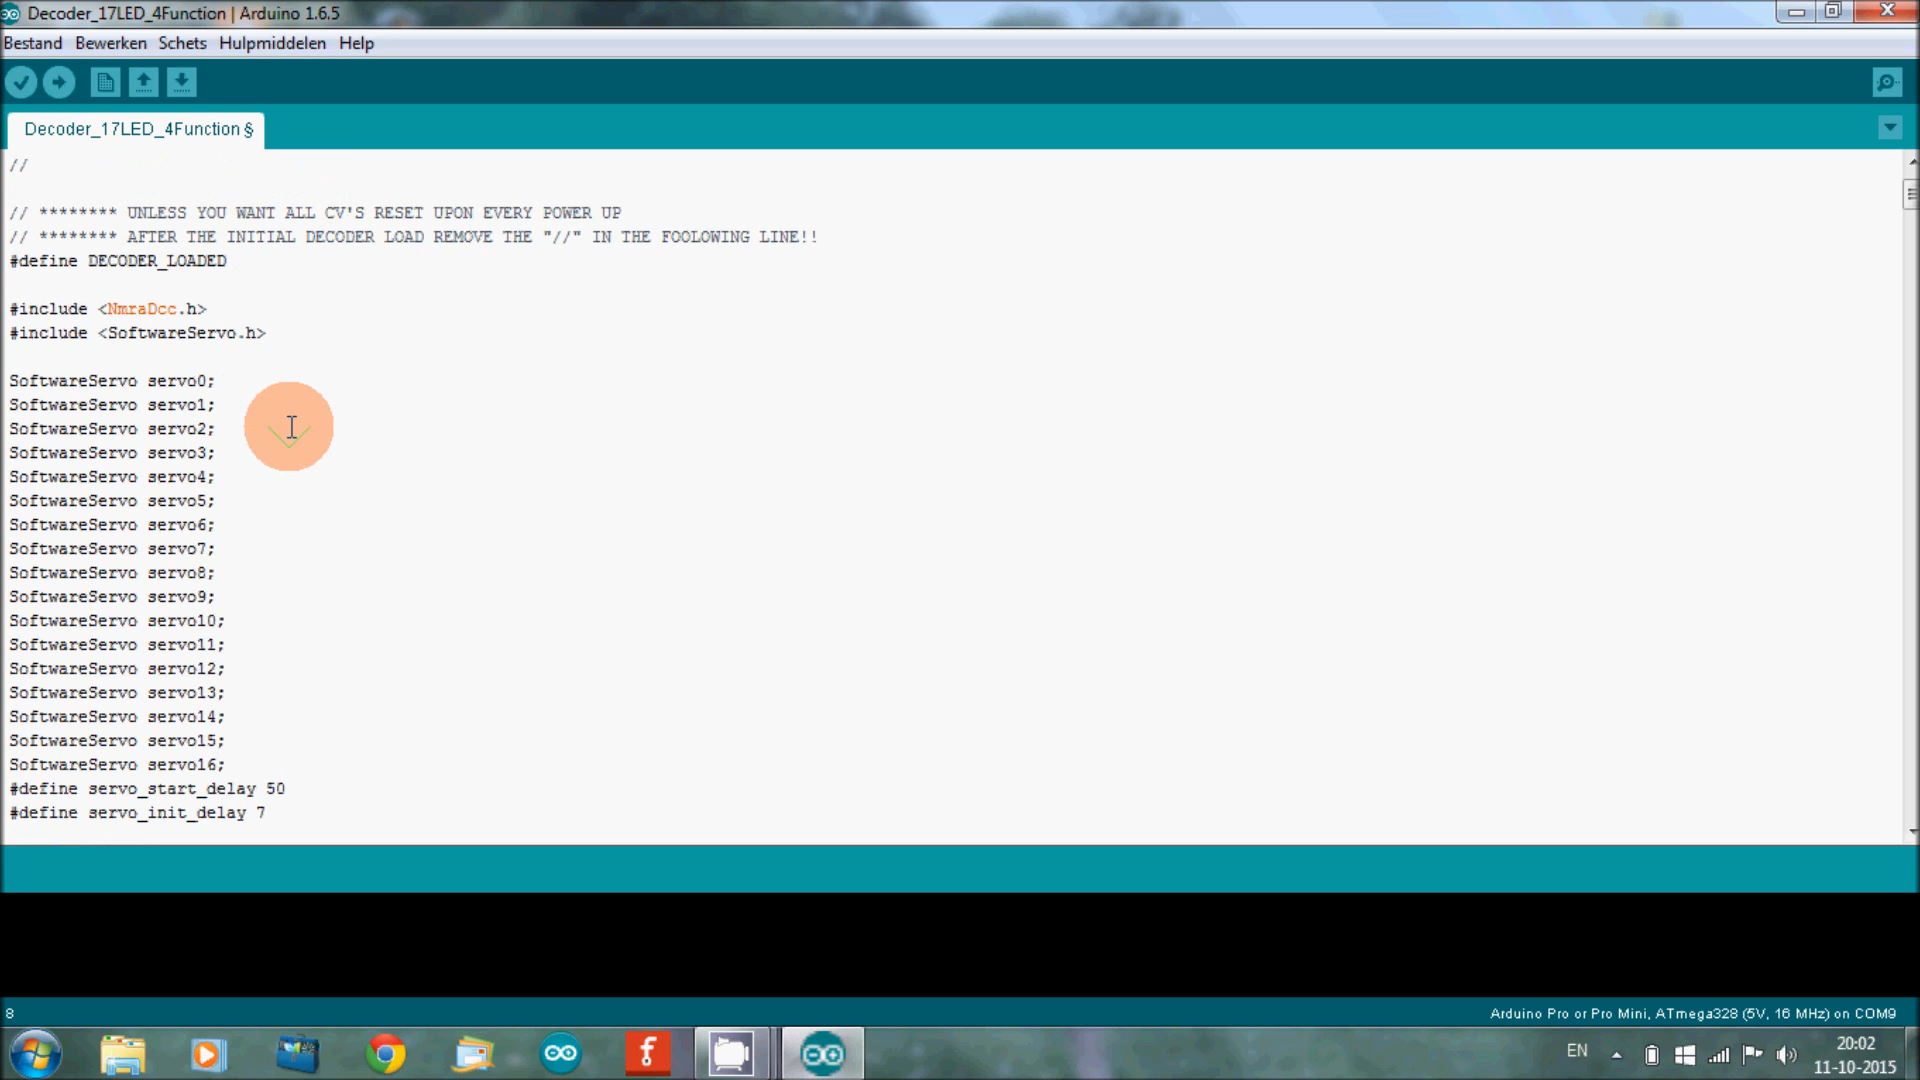 Decoder_17LED_4Function | Arduino 1.6.5
Bestand Bewerken Schets Hulpmiddelen Help
Decoder_17LED_4Function §
//
// ******** UNLESS YOU WANT ALL CV'S RESET UPON EVERY POWER UP
// ******** AFTER THE INITIAL DECODER LOAD REMOVE THE "//" IN THE FOOLOWING LINE!!
#define DECODER_LOADED
#include <NmraDcc.h>
#include <SoftwareServo.h>
SoftwareServo servo0;
SoftwareServo servo1;
SoftwareServo servo2;
SoftwareServo servo3;
SoftwareServo servo4;
SoftwareServo servo5;
SoftwareServo servo6;
SoftwareServo servo7;
SoftwareServo servo8;
SoftwareServo servo9;
SoftwareServo servo10;
SoftwareServo servo11;
SoftwareServo servo12;
SoftwareServo servo13;
SoftwareServo servo14;
SoftwareServo servo15;
SoftwareServo servo16;
#define servo_start_delay 50
#define servo_init_delay 7
8
Arduino Pro or Pro Mini, ATmega328 (5V, 16 MHz) on COM9
EN
20:02
11-10-2015